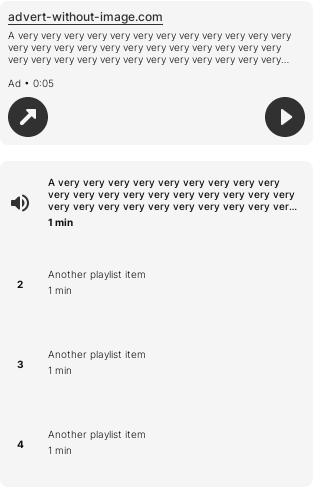 advert-without-image.com
A very very very very very very very very very very very
very very very very very very very very very very very
very very very very very very very very very very very...
Ad • 0:05
A very very very very very very very very very
very very very very very very very very very very
very very very very very very very very very ver...
1 min
2
Another playlist item
1 min
3
Another playlist item
1 min
4
Another playlist item
1 min